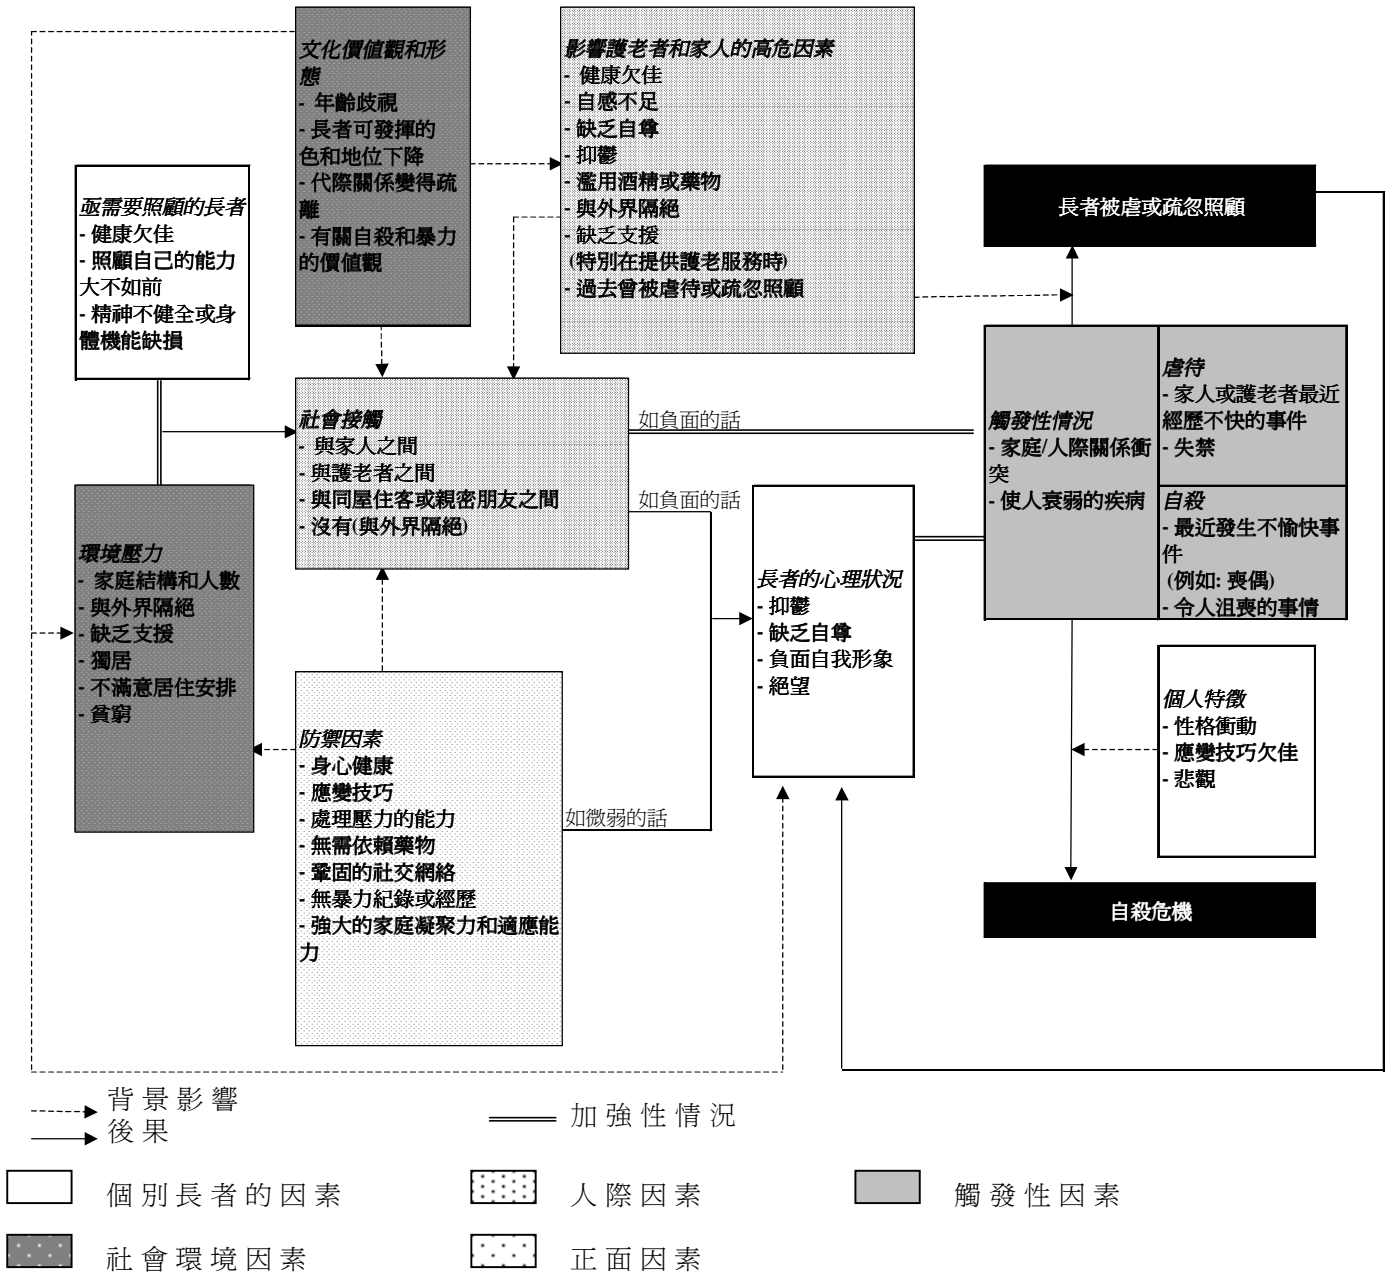 文化價值觀和形
態
- 年齡歧視
- 長者可發揮的
色和地位下降
- 代際關係變得疏
離
- 有關自殺和暴力
的價值觀
影響護老者和家人的高危因素
- 健康欠佳
- 自感不足
- 缺乏自尊
- 抑鬱
- 濫用酒精或藥物
- 與外界隔絕
- 缺乏支援
(特別在提供護老服務時)
- 過去曾被虐待或疏忽照顧
亟需要照顧的長者
- 健康欠佳
- 照顧自己的能力
大不如前
- 精神不健全或身
體機能缺損
長者被虐或疏忽照顧
社會接觸
- 與家人之間
- 與護老者之間
- 與同屋住客或親密朋友之間
- 沒有(與外界隔絕)
如負面的話
如負面的話
觸發性情況
- 家庭/人際關係衝
突
- 使人衰弱的疾病
虐待
- 家人或護老者最近
經歷不快的事件
- 失禁
自殺
- 最近發生不愉快事
件
(例如: 喪偶)
- 令人沮喪的事情
環境壓力
- 家庭結構和人數
- 與外界隔絕
- 缺乏支援
- 獨居
- 不滿意居住安排
- 貧窮
長者的心理狀況
- 抑鬱
- 缺乏自尊
- 負面自我形象
- 絕望
防禦因素
- 身心健康
- 應變技巧
- 處理壓力的能力
- 無需依賴藥物
- 鞏固的社交網絡
- 無暴力紀錄或經歷
- 強大的家庭凝聚力和適應能
力
如微弱的話
個人特徵
- 性格衝動
- 應變技巧欠佳
- 悲觀
自殺危機
背景影響
後果
加強性情況
個別長者的因素
人際因素
觸發性因素
社會環境因素
正面因素